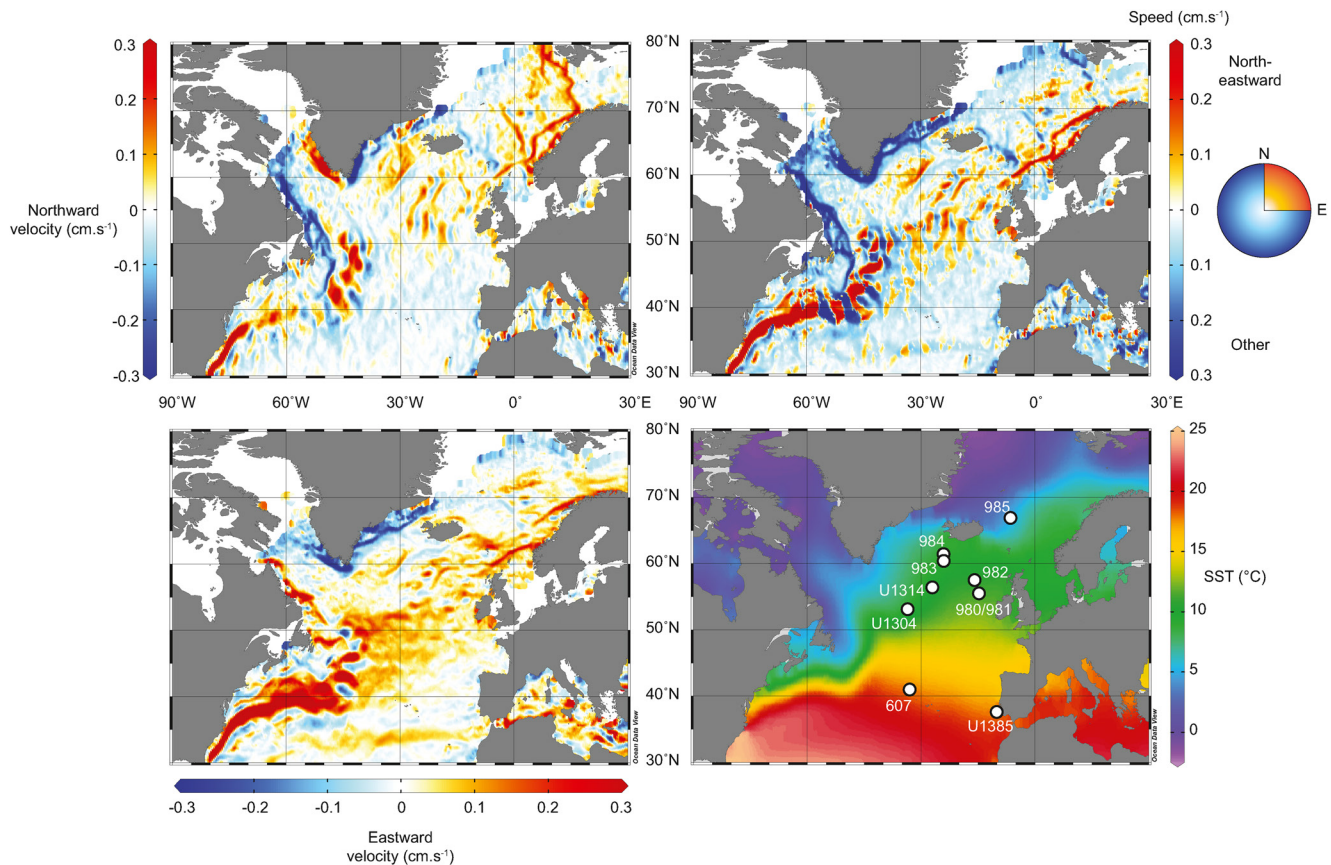 0.3
0.2
0.1
0
-0.1
-0.2
-0.3
Northward
velocity (cm.s⁻¹)
Ocean Data View
80°N
70°N
60°N
50°N
40°N
30°N
90°W
60°W
30°W
0°
30°E
Speed (cm.s⁻¹)
0.3
0.2
0.1
0
0.1
0.2
0.3
North-
eastward
Other
N
E
Ocean Data View
90°W
60°W
30°W
0°
30°E
80°N
70°N
60°N
50°N
40°N
30°N
Ocean Data View
-0.3
-0.2
-0.1
0
0.1
0.2
0.3
Eastward
velocity (cm.s⁻¹)
985
984
983
982
U1314
980/981
U1304
607
U1385
Ocean Data View
25
20
15
10
5
0
SST (°C)